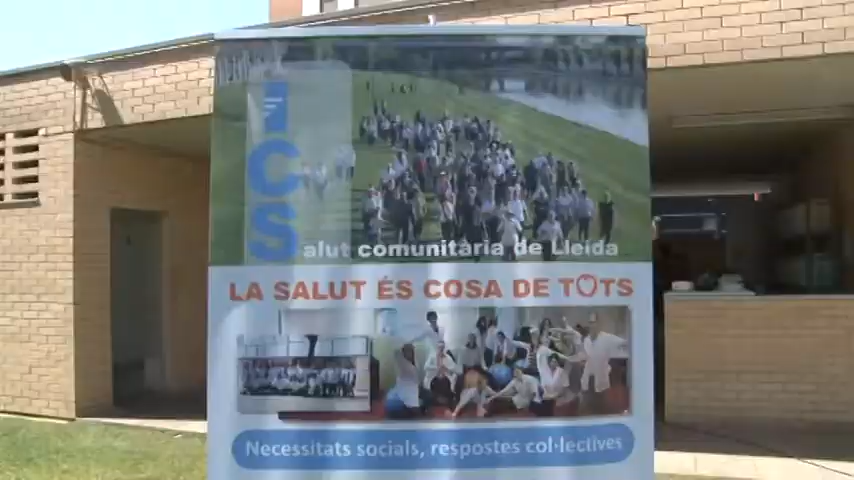 ICS
alut comunitària de Lleida
LA SALUT ÉS COSA DE TOTS
Necessitats socials, respostes col·lectives